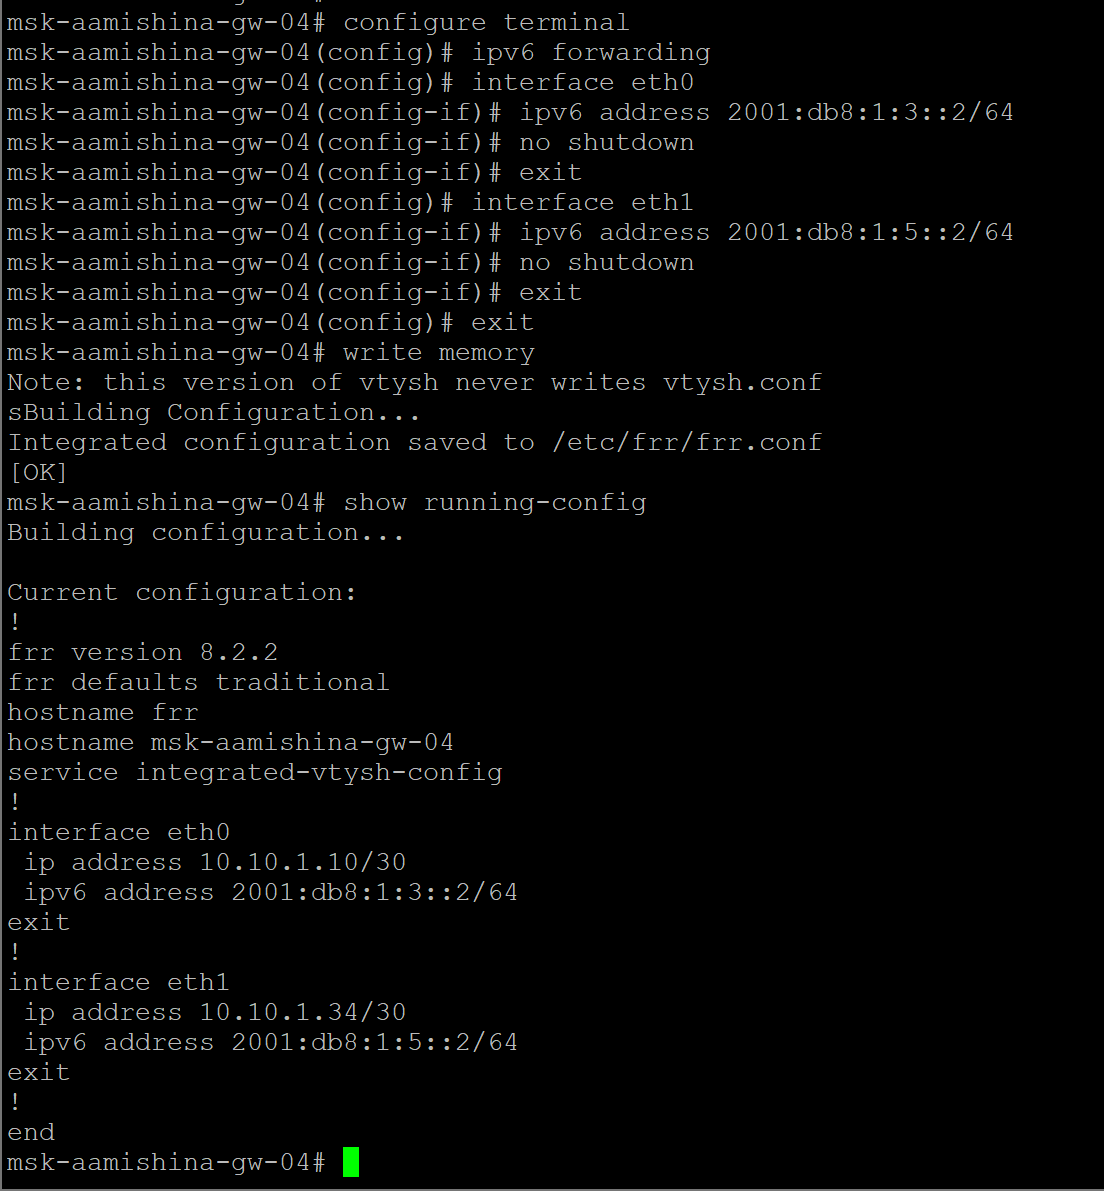 msk-aamishina-gw-04# configure terminal
msk-aamishina-gw-04(config)# ipv6 forwarding
msk-aamishina-gw-04(config)# interface eth0
msk-aamishina-gw-04(config-if)# ipv6 address 2001:db8:1:3::2/64
msk-aamishina-gw-04(config-if)# no shutdown
msk-aamishina-gw-04(config-if)# exit
msk-aamishina-gw-04(config)# interface eth1
msk-aamishina-gw-04(config-if)# ipv6 address 2001:db8:1:5::2/64
msk-aamishina-gw-04(config-if)# no shutdown
msk-aamishina-gw-04(config-if)# exit
msk-aamishina-gw-04(config)# exit
msk-aamishina-gw-04# write memory
Note: this version of vtysh never writes vtysh.conf
sBuilding Configuration...
Integrated configuration saved to /etc/frr/frr.conf
[OK]
msk-aamishina-gw-04# show running-config
Building configuration...

Current configuration:
!
frr version 8.2.2
frr defaults traditional
hostname frr
hostname msk-aamishina-gw-04
service integrated-vtysh-config
!
interface eth0
 ip address 10.10.1.10/30
 ipv6 address 2001:db8:1:3::2/64
exit
!
interface eth1
 ip address 10.10.1.34/30
 ipv6 address 2001:db8:1:5::2/64
exit
!
end
msk-aamishina-gw-04#